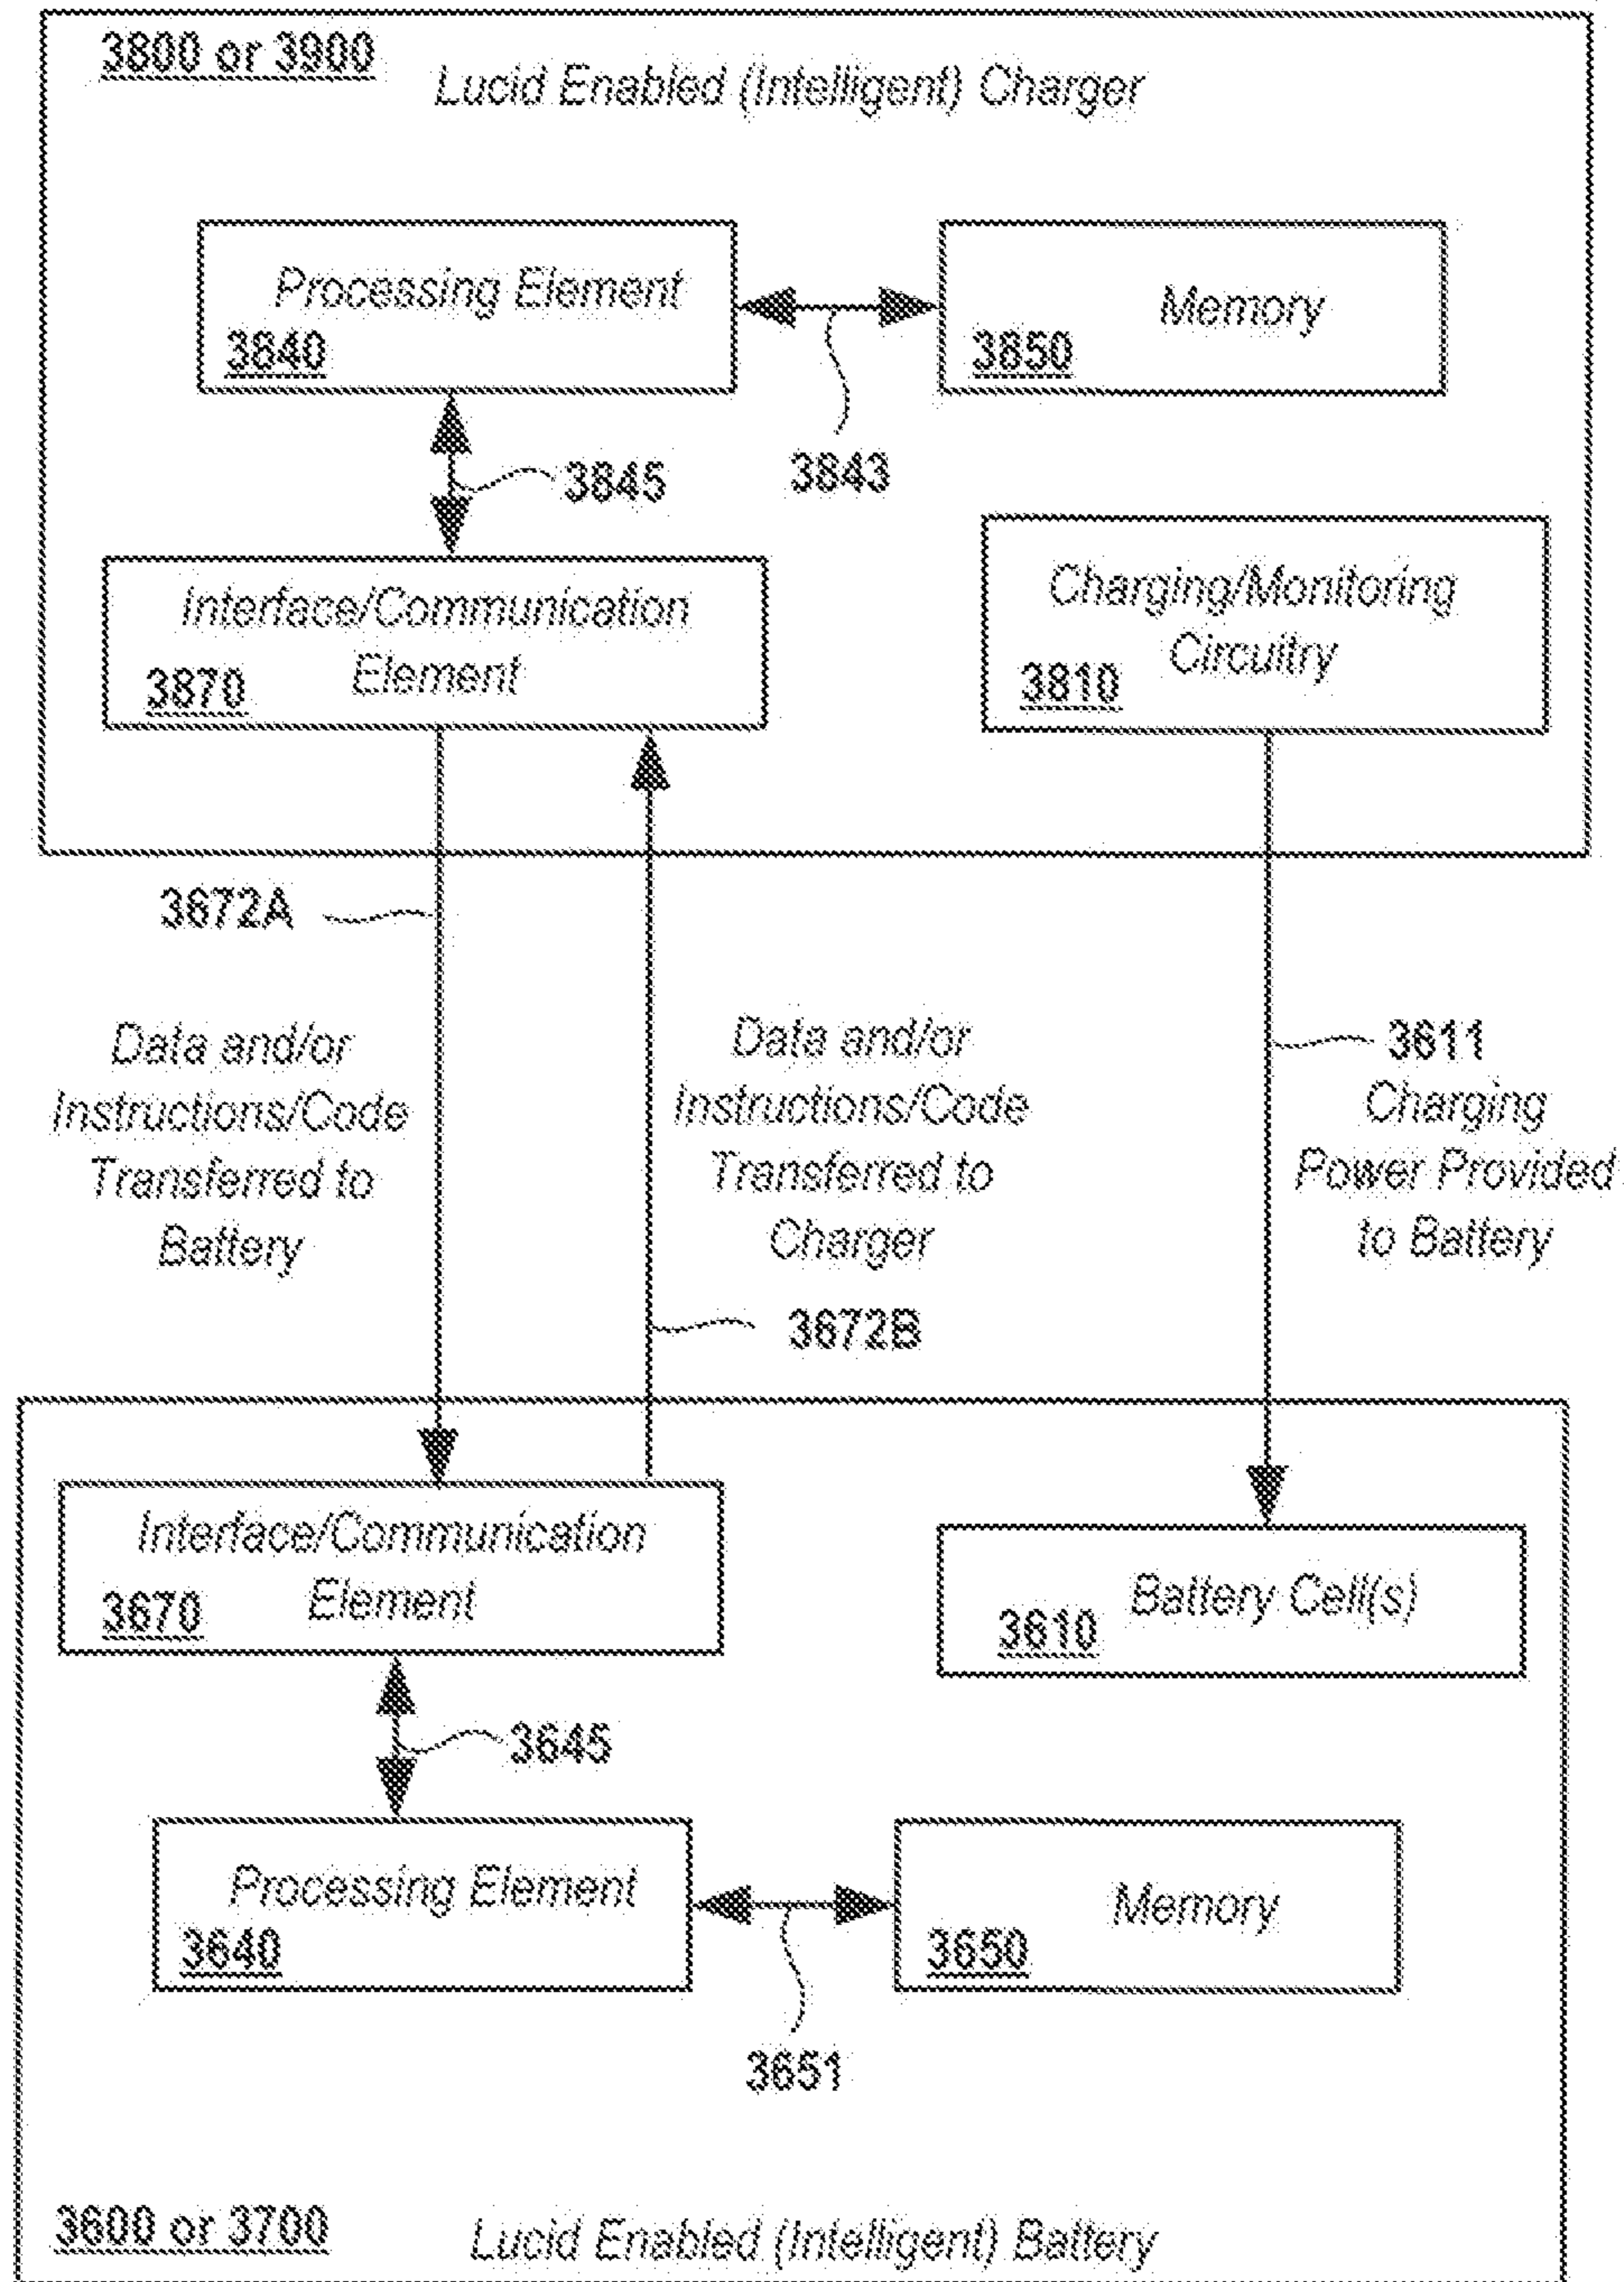 3800 or 3900
Lucid Enabled (Intelligent) Charger
Processing Element
3840
Memory
3850
3843
3845
Interface/Communication
Element
3870
Charging/Monitoring
Circuitry
3810
3672A
Data and/or
Instructions/Code
Transferred to
Battery
Data and/or
Instructions/Code
Transferred to
Charger
3672B
3611
Charging
Power Provided
to Battery
Interface/Communication
Element
3670
Battery Cell(s)
3610
3645
Processing Element
3640
Memory
3650
3651
3600 or 3700
Lucid Enabled (Intelligent) Battery